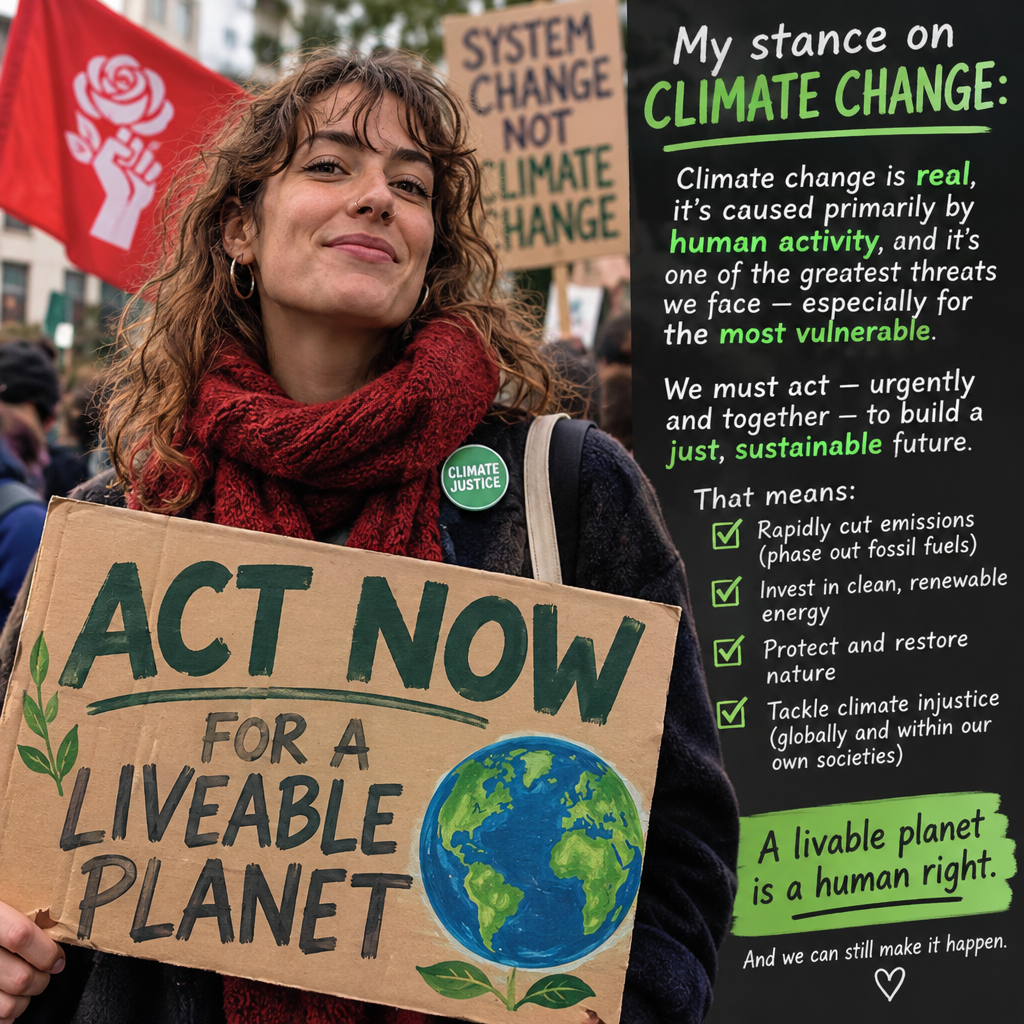 SYSTEM
CHANGE
NOT
CLIMATE
CHANGE
CLIMATE
JUSTICE
ACT NOW
FOR A
LIVEABLE
PLANET
My stance on
CLIMATE CHANGE:
Climate change is real,
it's caused primarily by
human activity, and it's
one of the greatest threats
we face – especially for
the most vulnerable.
We must act – urgently
and together – to build a
just, sustainable future.
That means:
Rapidly cut emissions
(phase out fossil fuels)
Invest in clean, renewable
energy
Protect and restore
nature
Tackle climate injustice
(globally and within our
own societies)
A livable planet
is a human right.
And we can still make it happen.